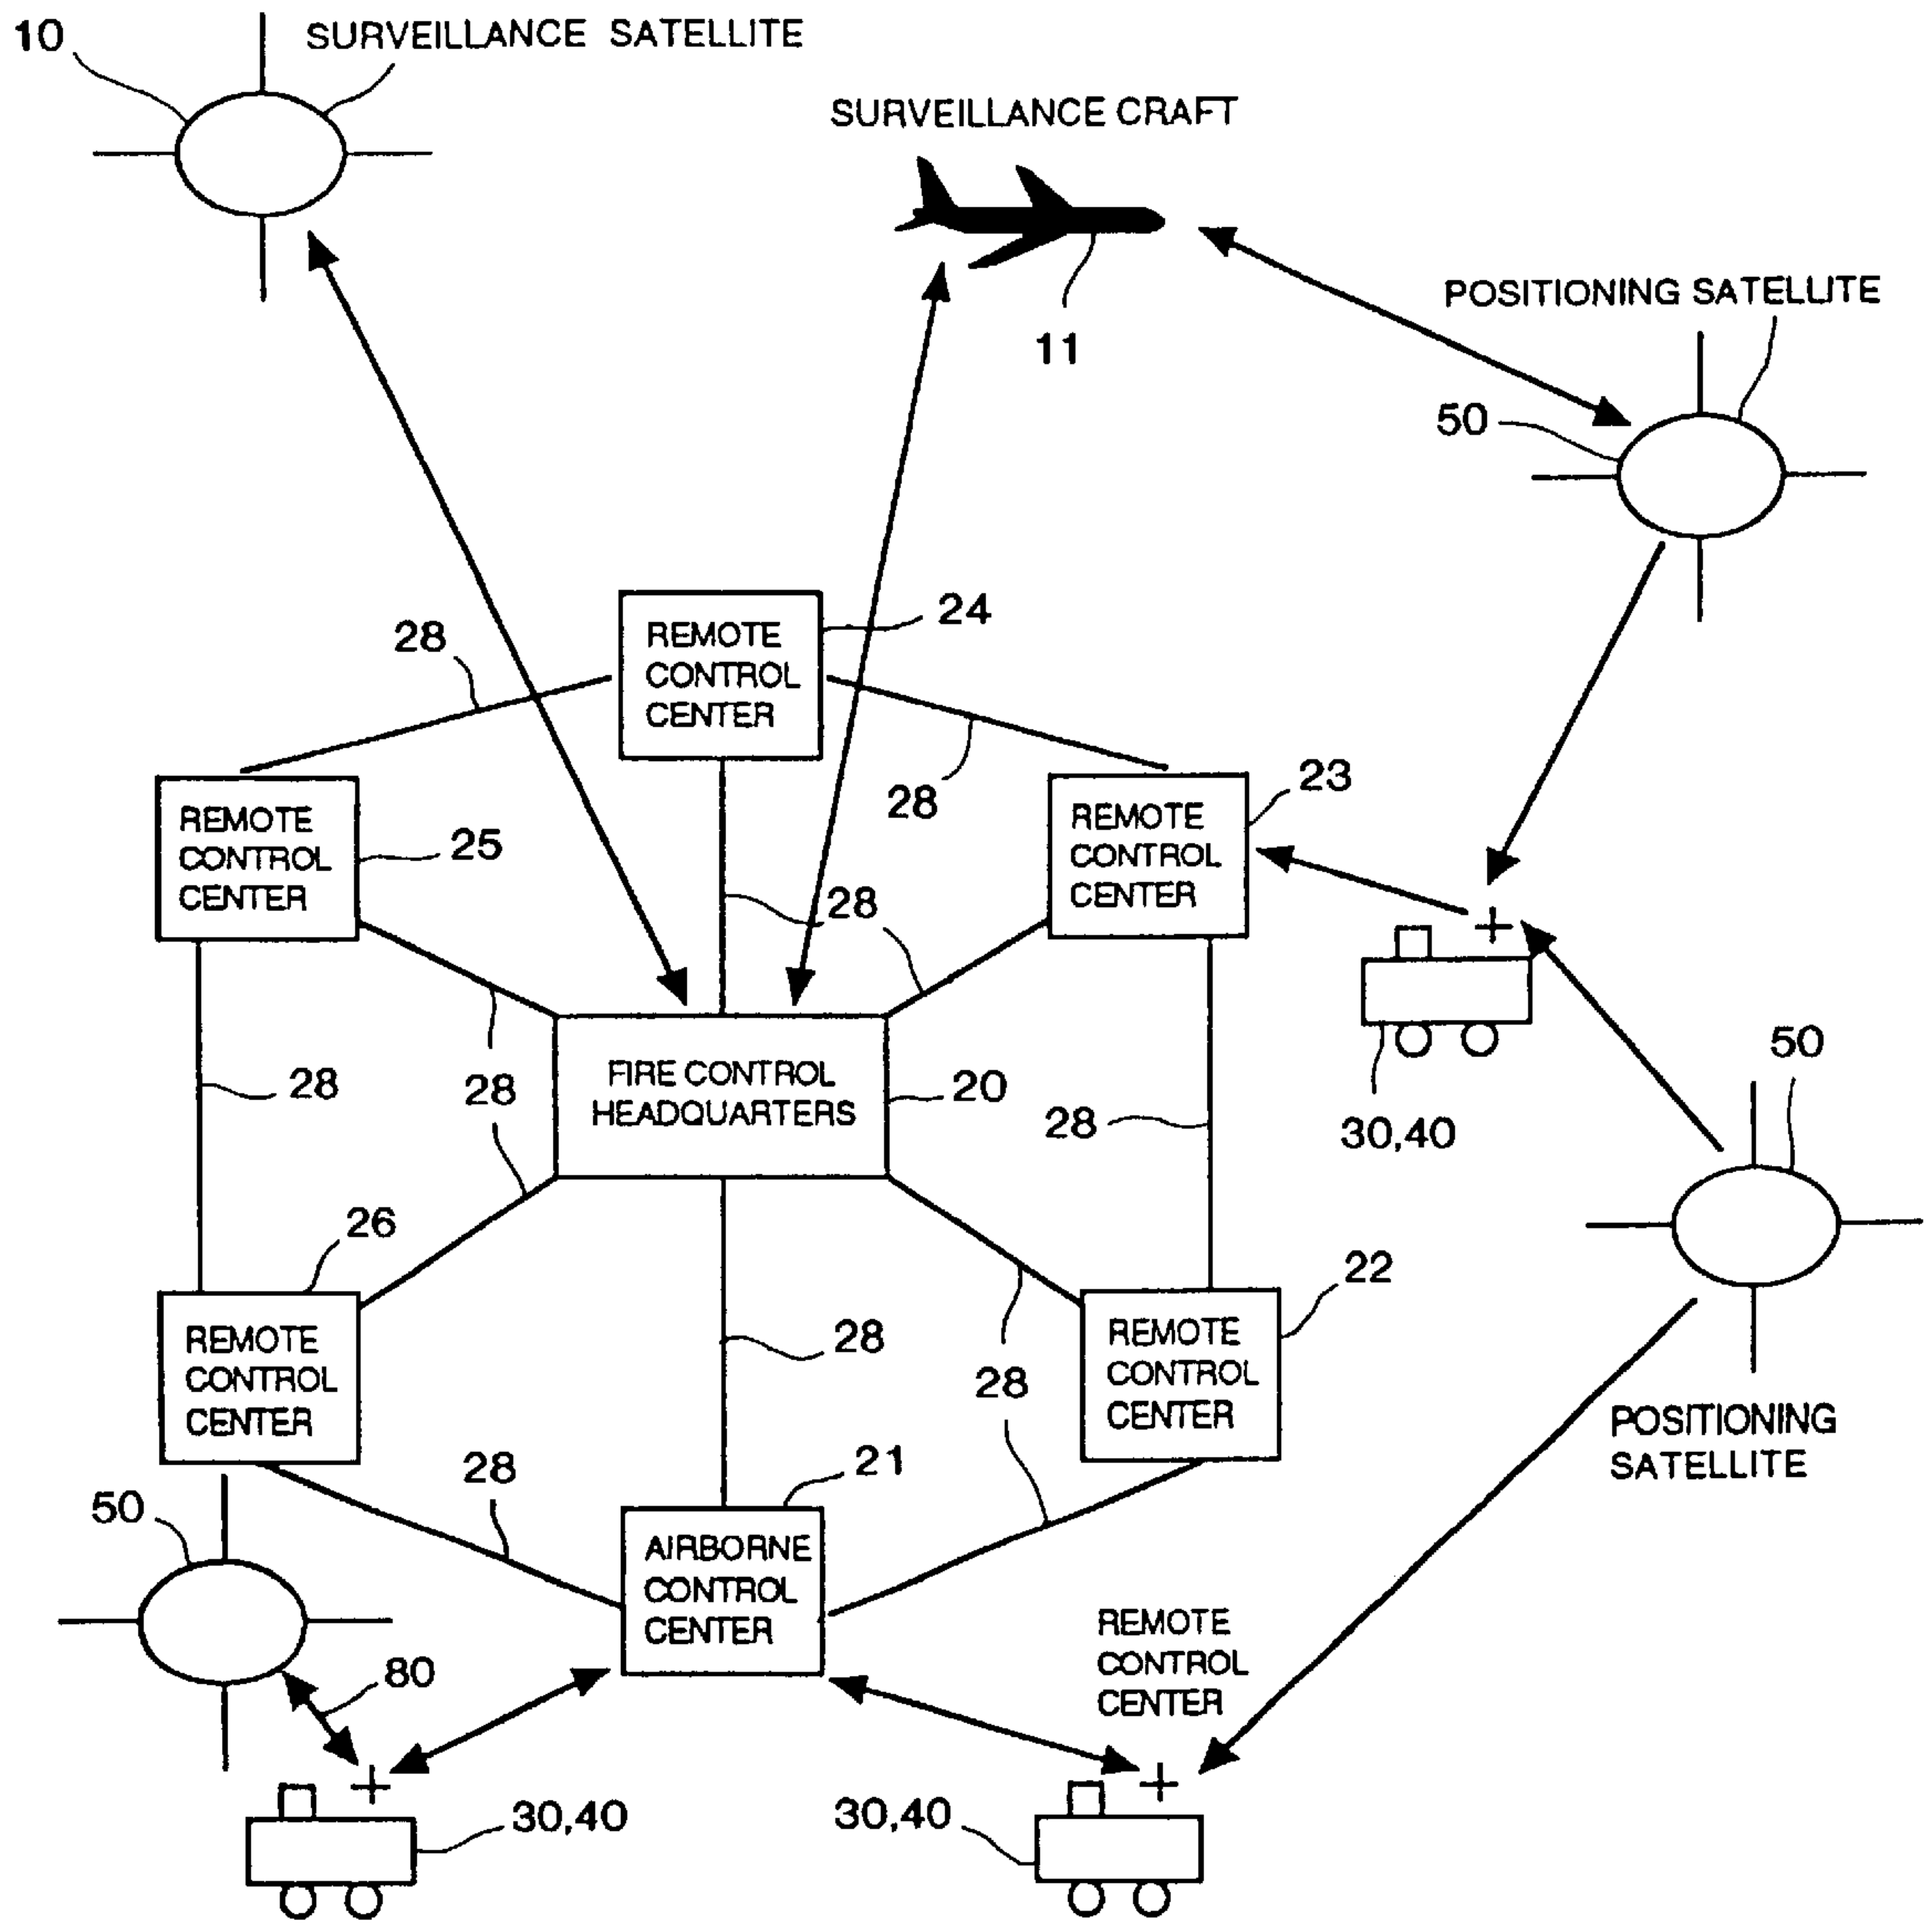 10
SURVEILLANCE SATELLITE
SURVEILLANCE CRAFT
11
POSITIONING SATELLITE
50
24
REMOTE
CONTROL
CENTER
28
28
23
REMOTE
CONTROL
CENTER
REMOTE
CONTROL
CENTER
25
28
28
28
FIRE CONTROL
HEADQUARTERS
20
28
30,40
50
26
22
REMOTE
CONTROL
CENTER
28
28
REMOTE
CONTROL
CENTER
POSITIONING
SATELLITE
28
21
50
AIRBORNE
CONTROL
CENTER
REMOTE
CONTROL
CENTER
80
30,40
30,40